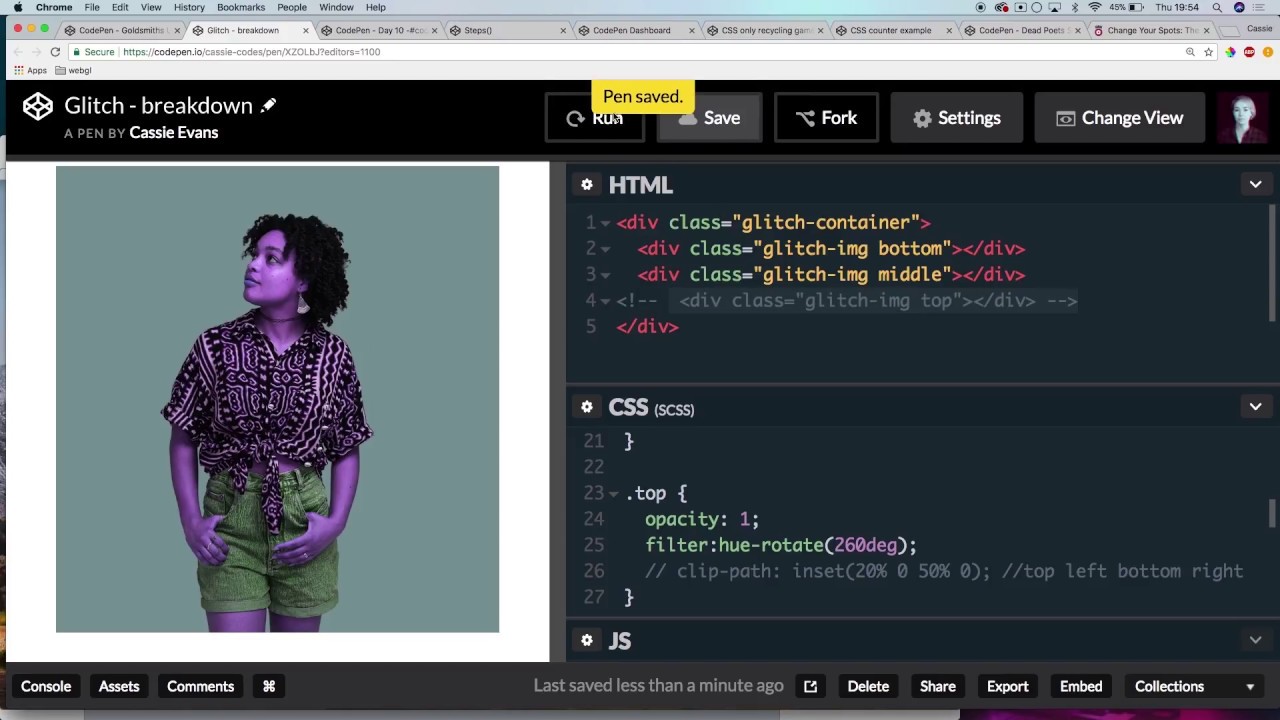 Chrome File Edit View History Bookmarks People Window Help 45% Thu 19:54
CodePen - Goldsmiths Glitch - breakdown CodePen - Day 10 -#co Steps() CodePen Dashboard CSS only recycling gam CSS counter example CodePen - Dead Poets S Change Your Spots: The Cassie
Secure https://codepen.io/cassie-codes/pen/XZOLbJ?editors=1100
Apps webgl
Glitch - breakdown
A PEN BY Cassie Evans
Pen saved.
Run Save Fork Settings Change View
HTML
1 <div class="glitch-container">
2 <div class="glitch-img bottom"></div>
3 <div class="glitch-img middle"></div>
4 <!-- <div class="glitch-img top"></div> -->
5 </div>
CSS (SCSS)
21 }
22
23 .top {
24 opacity: 1;
25 filter:hue-rotate(260deg);
26 // clip-path: inset(20% 0 50% 0); //top left bottom right
27 }
JS
Console Assets Comments ⌘ Last saved less than a minute ago Delete Share Export Embed Collections